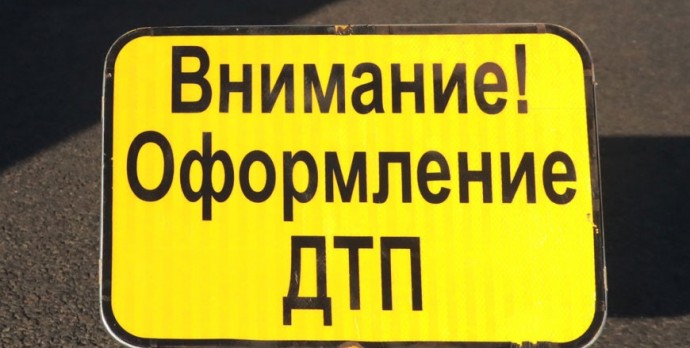 Внимание!
Оформление
ДТП